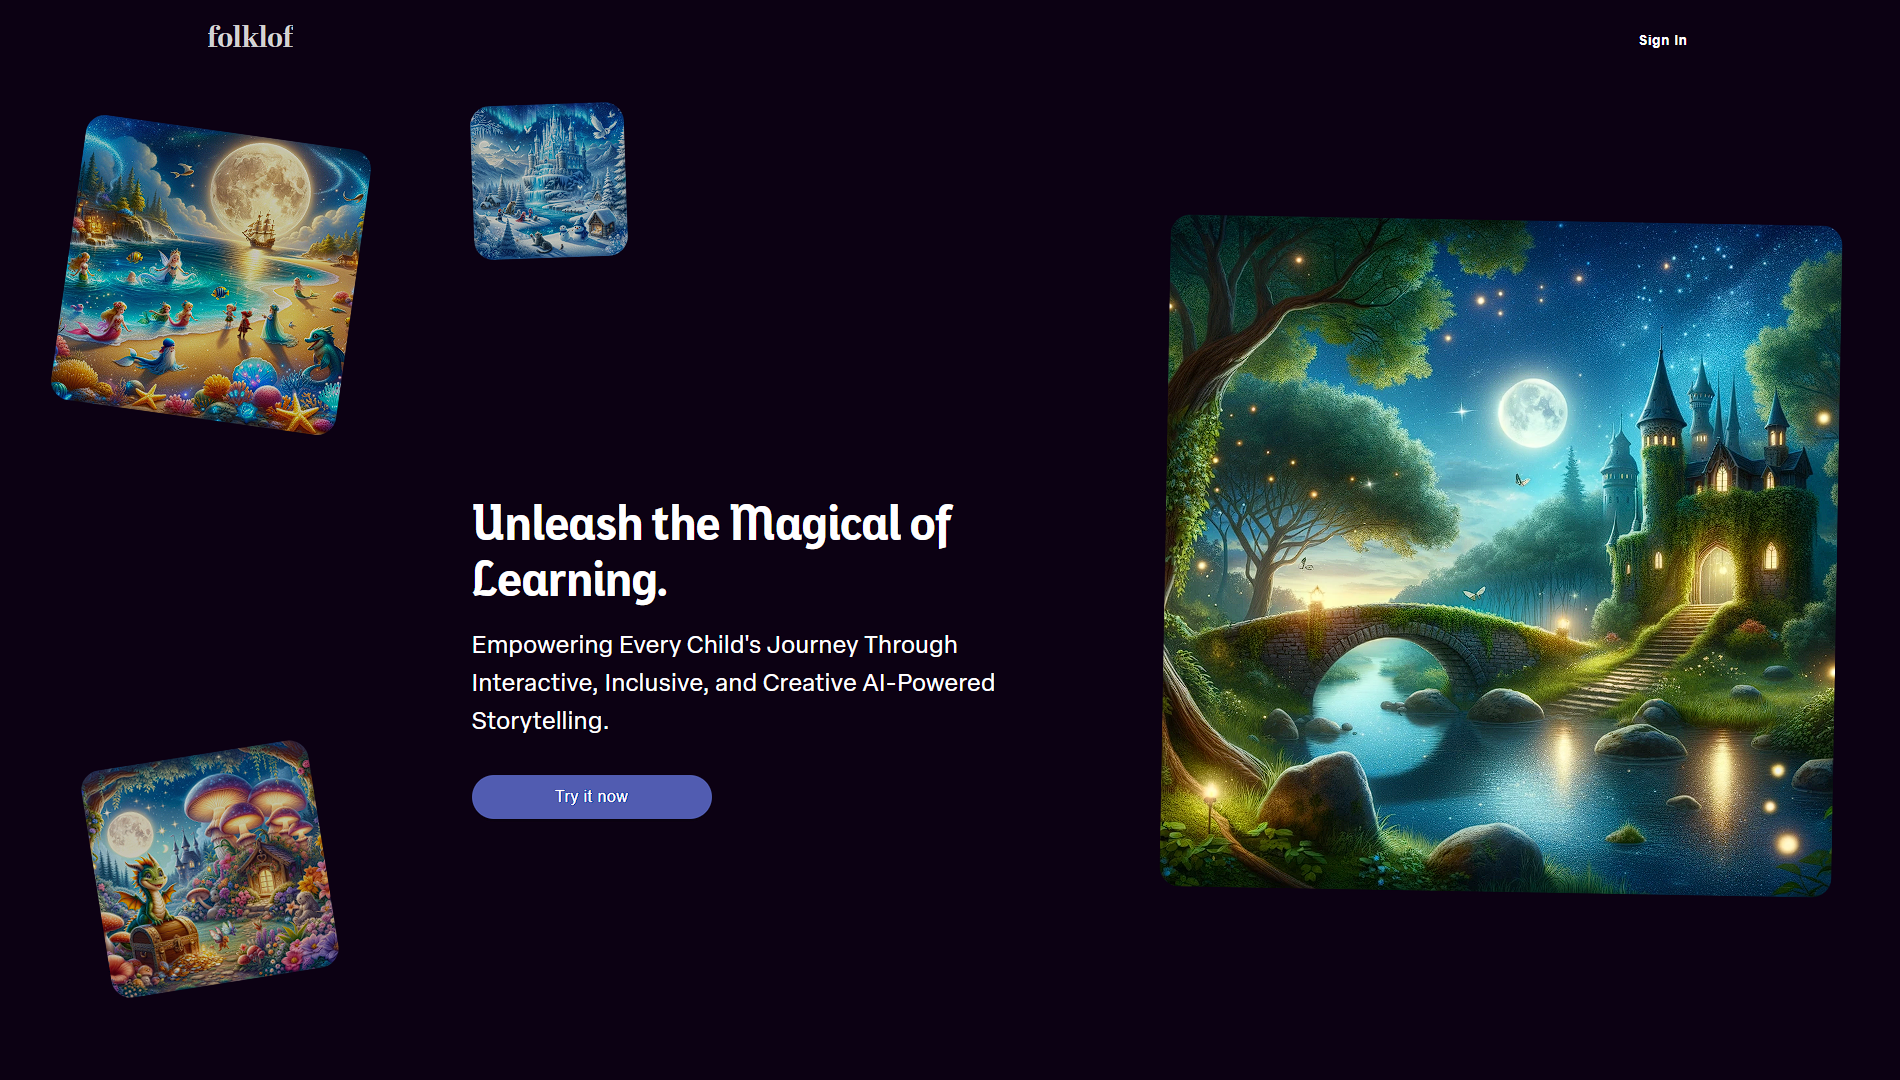 folklof
Sign In
Unleash the Magical of
Learning.
Empowering Every Child's Journey Through
Interactive, Inclusive, and Creative AI-Powered
Storytelling.
Try it now